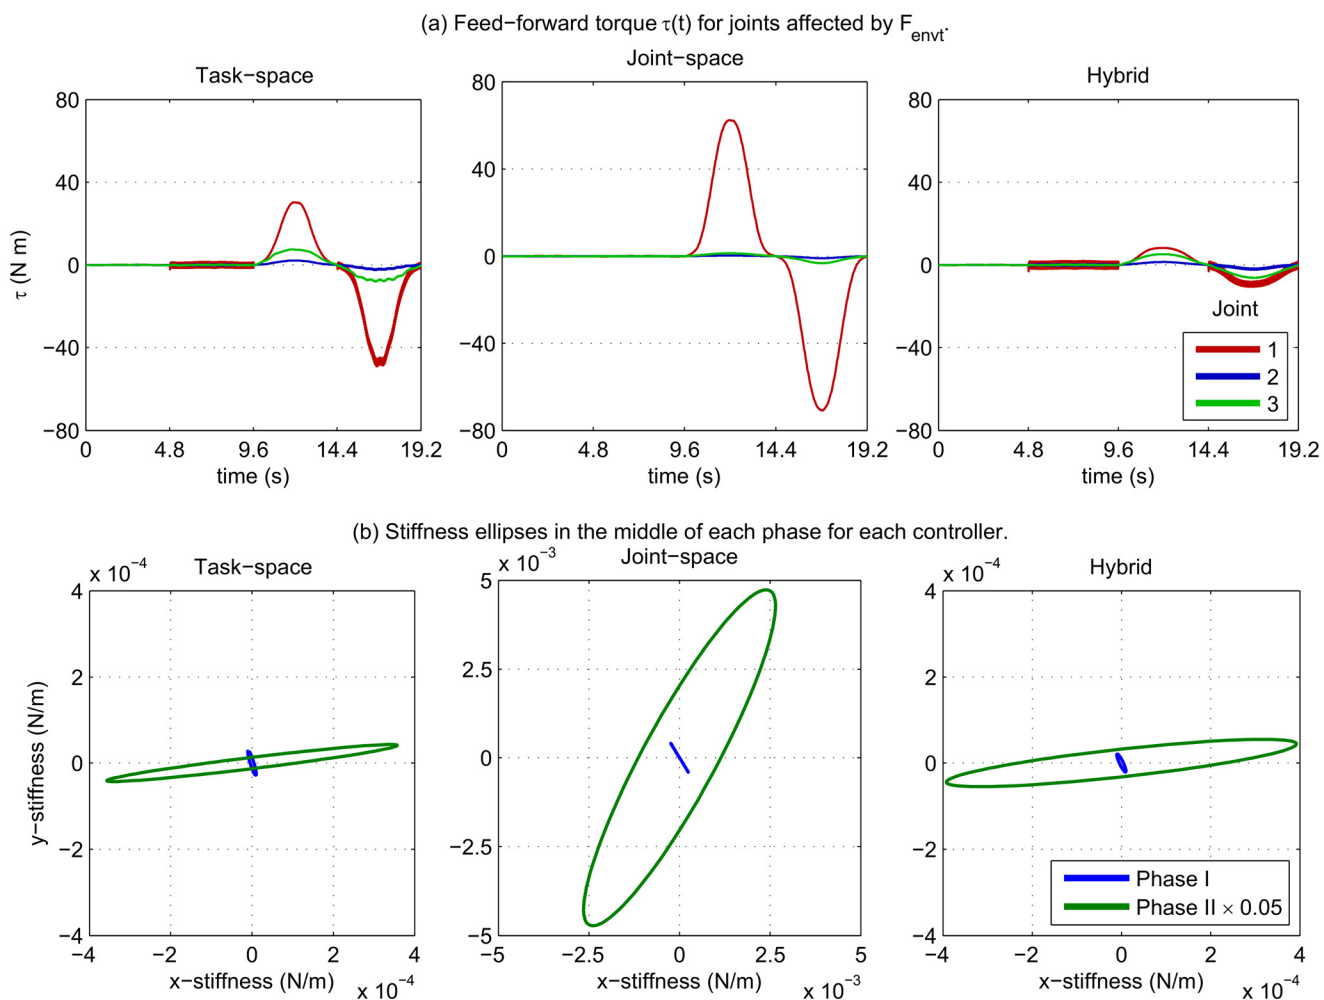 (a) Feed−forward torque τ(t) for joints affected by F_envt.
Task−space
Joint−space
Hybrid
80
40
0
−40
−80
τ (N m)
0 4.8 9.6 14.4 19.2
time (s)
80
40
0
−40
−80
0 4.8 9.6 14.4 19.2
time (s)
80
40
0
−40
−80
0 4.8 9.6 14.4 19.2
time (s)
Joint
1
2
3
(b) Stiffness ellipses in the middle of each phase for each controller.
x 10^−4
Task−space
4
2
0
−2
−4
y−stiffness (N/m)
−4 −2 0 2 4
x−stiffness (N/m)
x 10^−4
x 10^−3
Joint−space
5
2.5
0
−2.5
−5
−5 −2.5 0 2.5 5
x−stiffness (N/m)
x 10^−3
x 10^−4
Hybrid
4
2
0
−2
−4
−4 −2 0 2 4
x−stiffness (N/m)
x 10^−4
Phase I
Phase II × 0.05